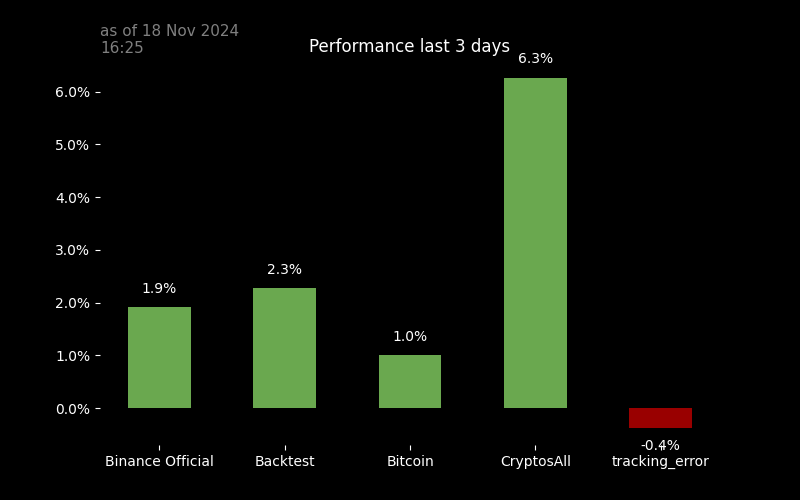 as of 18 Nov 2024
16:25
Performance last 3 days
6.3%
6.0%
5.0%
4.0%
3.0%
2.3%
1.9%
2.0%
1.0%
1.0%
0.0%
-0.4%
Binance Official
Backtest
Bitcoin
CryptosAll
tracking_error